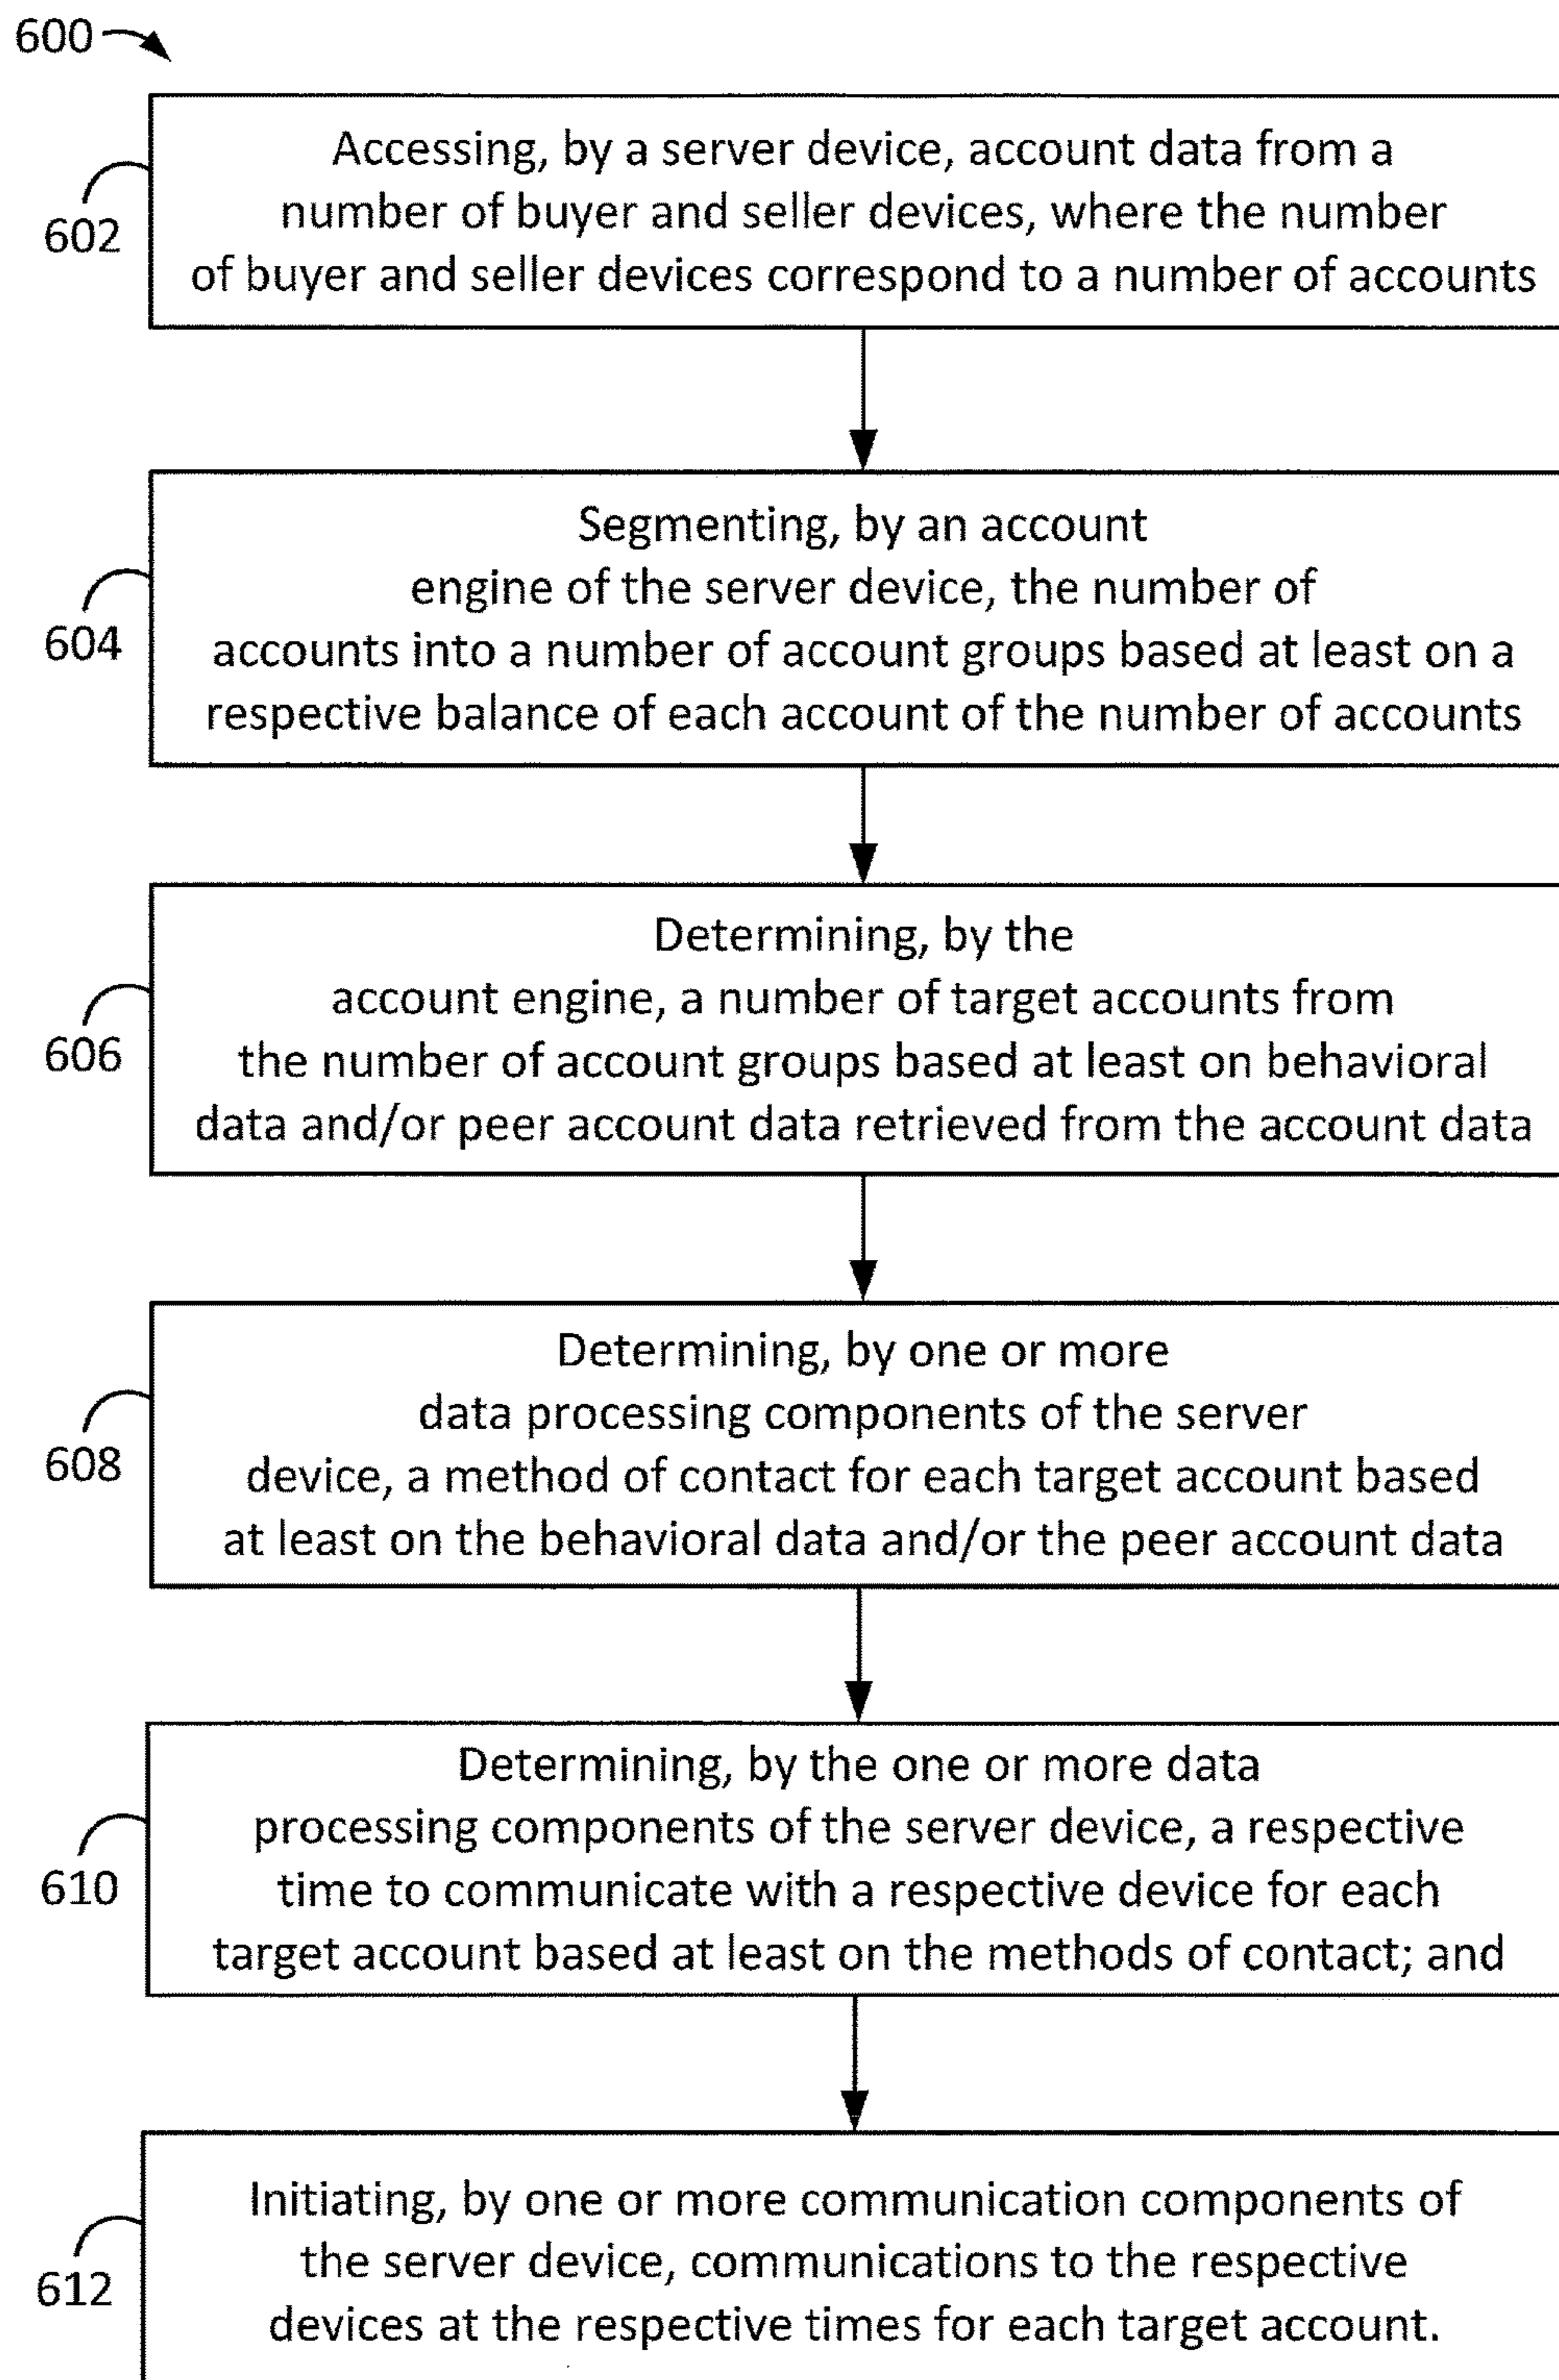 600
Accessing, by a server device, account data from a
number of buyer and seller devices, where the number
of buyer and seller devices correspond to a number of accounts
602
Segmenting, by an account
engine of the server device, the number of
accounts into a number of account groups based at least on a
respective balance of each account of the number of accounts
604
Determining, by the
account engine, a number of target accounts from
the number of account groups based at least on behavioral
data and/or peer account data retrieved from the account data
606
Determining, by one or more
data processing components of the server
device, a method of contact for each target account based
at least on the behavioral data and/or the peer account data
608
Determining, by the one or more data
processing components of the server device, a respective
time to communicate with a respective device for each
target account based at least on the methods of contact; and
610
Initiating, by one or more communication components of
the server device, communications to the respective
devices at the respective times for each target account.
612